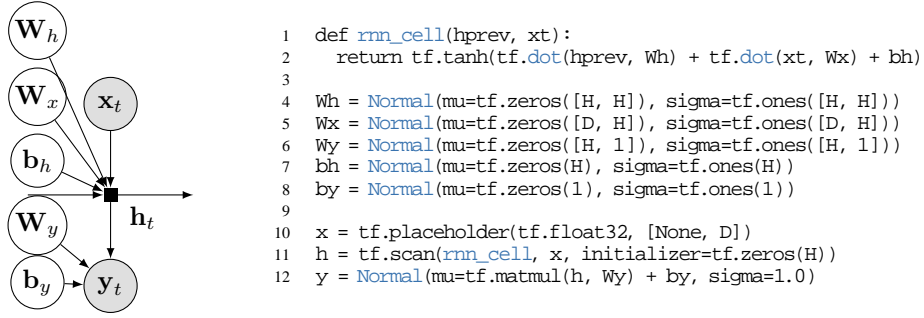 W_h
W_x
x_t
b_h
h_t
W_y
b_y
y_t
1 def rnn_cell(hprev, xt):
2   return tf.tanh(tf.dot(hprev, Wh) + tf.dot(xt, Wx) + bh)
3
4 Wh = Normal(mu=tf.zeros([H, H]), sigma=tf.ones([H, H]))
5 Wx = Normal(mu=tf.zeros([D, H]), sigma=tf.ones([D, H]))
6 Wy = Normal(mu=tf.zeros([H, 1]), sigma=tf.ones([H, 1]))
7 bh = Normal(mu=tf.zeros(H), sigma=tf.ones(H))
8 by = Normal(mu=tf.zeros(1), sigma=tf.ones(1))
9
10 x = tf.placeholder(tf.float32, [None, D])
11 h = tf.scan(rnn_cell, x, initializer=tf.zeros(H))
12 y = Normal(mu=tf.matmul(h, Wy) + by, sigma=1.0)